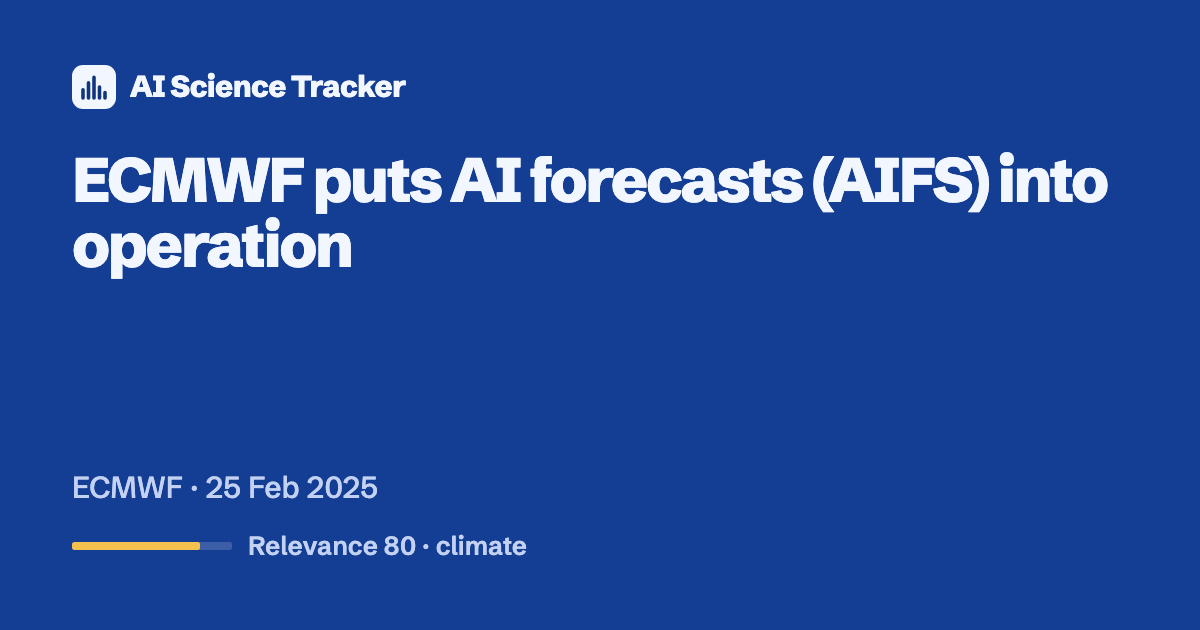 AI Science Tracker
ECMWF puts AI forecasts (AIFS) into
operation
ECMWF · 25 Feb 2025
Relevance 80 · climate